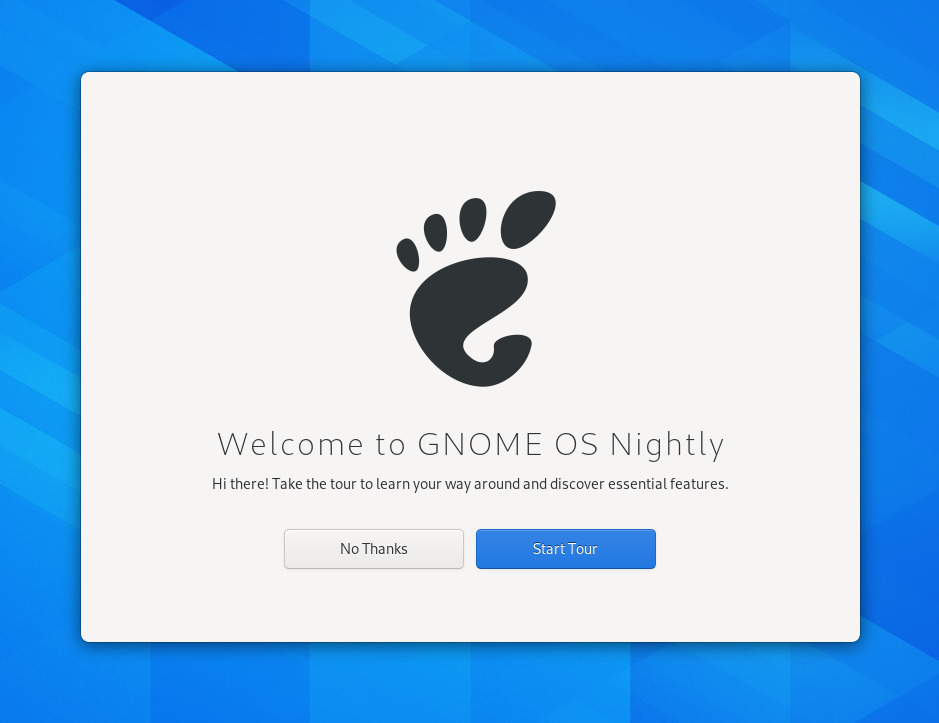 Welcome to GNOME OS Nightly
Hi there! Take the tour to learn your way around and discover essential features.
No Thanks
Start Tour